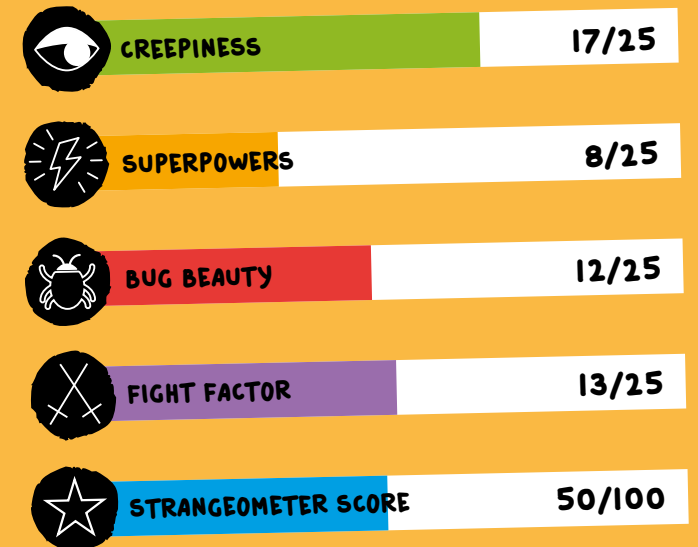 CREEPINESS 17/25
SUPERPOWERS 8/25
BUG BEAUTY 12/25
FIGHT FACTOR 13/25
STRANGEOMETER SCORE 50/100